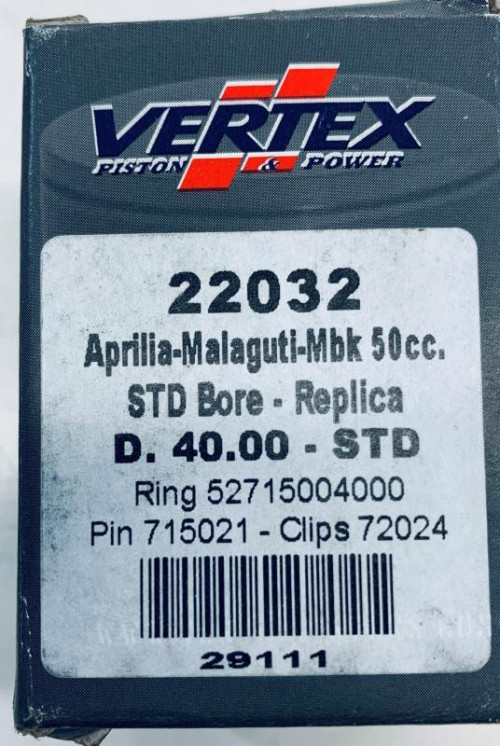 VERTEX
PISTON & POWER
22032
Aprilia-Malaguti-Mbk 50cc.
STD Bore - Replica
D. 40.00 - STD
Ring 52715004000
Pin 715021 - Clips 72024
29111